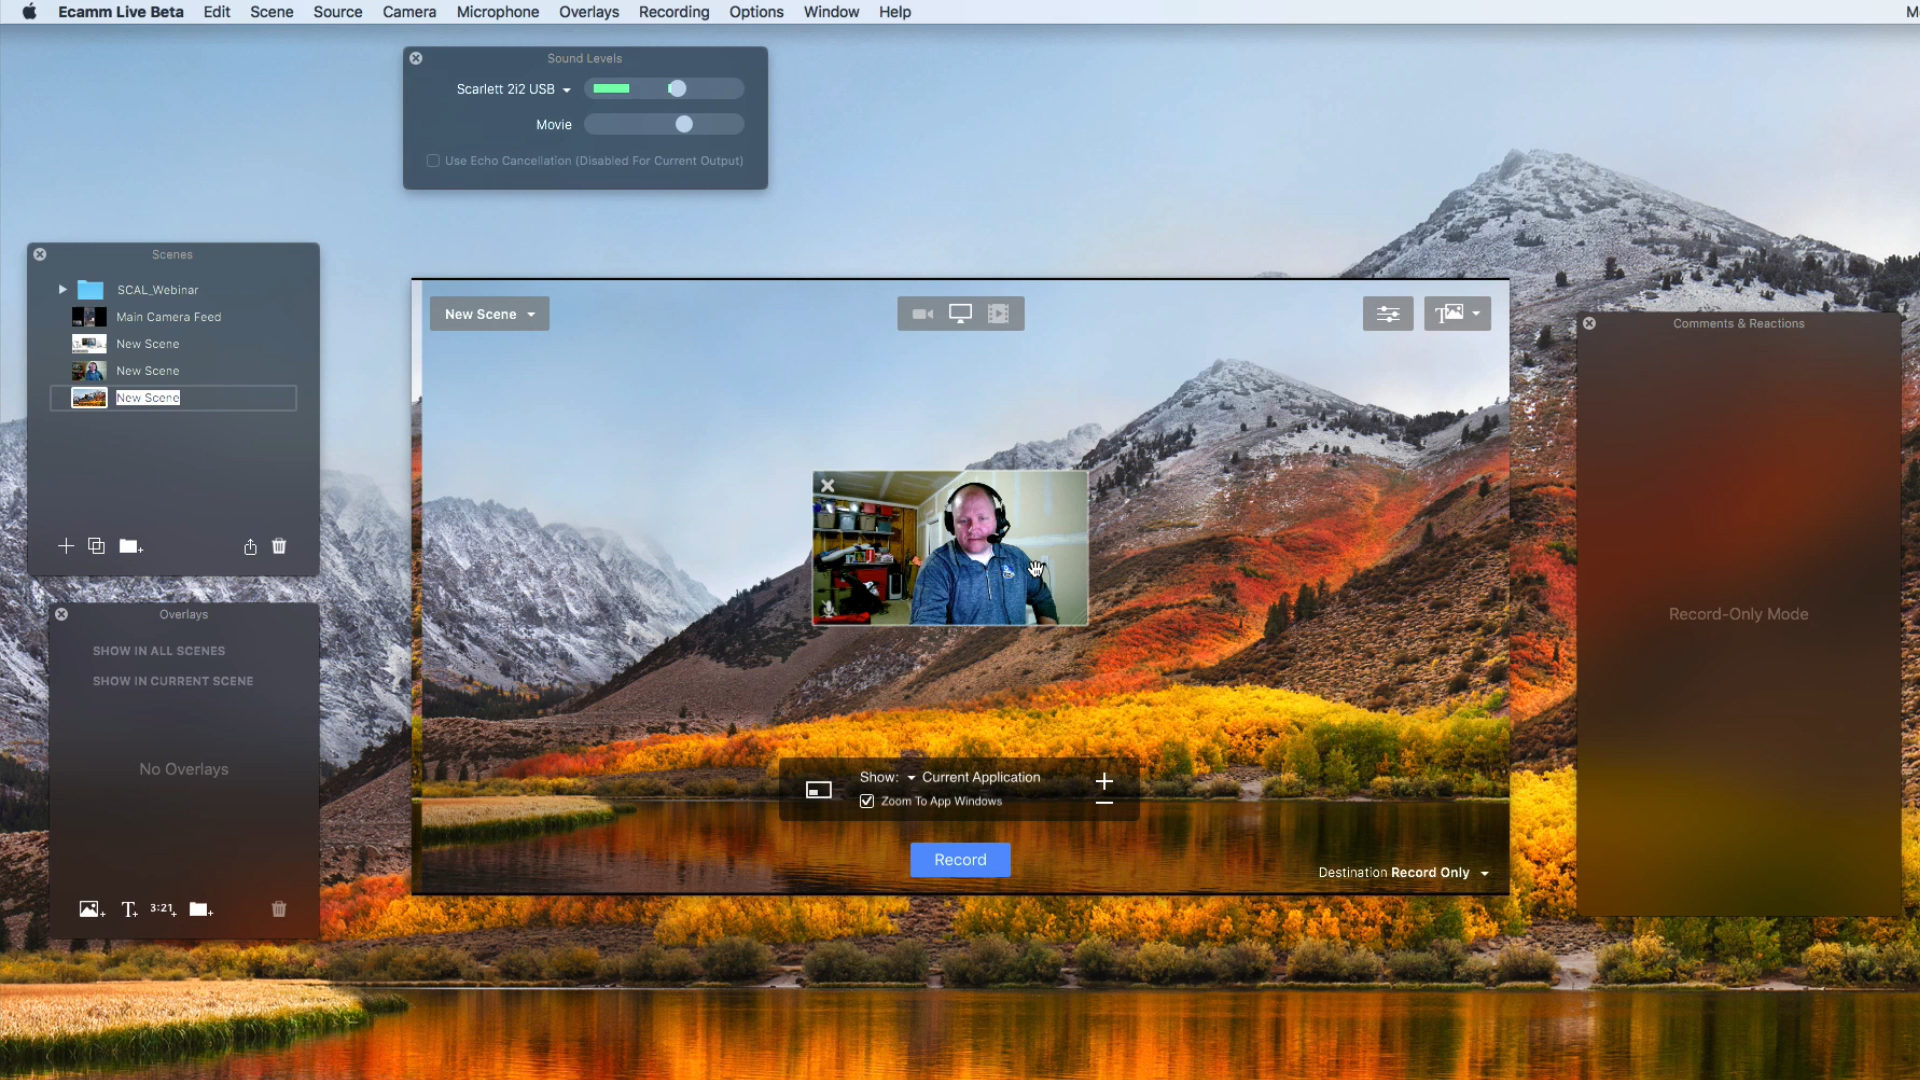 Ecamm Live Beta Edit Scene Source Camera Microphone Overlays Recording Options Window Help
Sound Levels
Scarlett 2i2 USB
Movie
Use Echo Cancellation (Disabled For Current Output)
Scenes
SCAL_Webinar
Main Camera Feed
New Scene
New Scene
New Scene
Overlays
SHOW IN ALL SCENES
SHOW IN CURRENT SCENE
No Overlays
T+ 3:21+
New Scene
T
Show: Current Application
Zoom To App Windows
Record
Destination Record Only
Comments & Reactions
Record-Only Mode